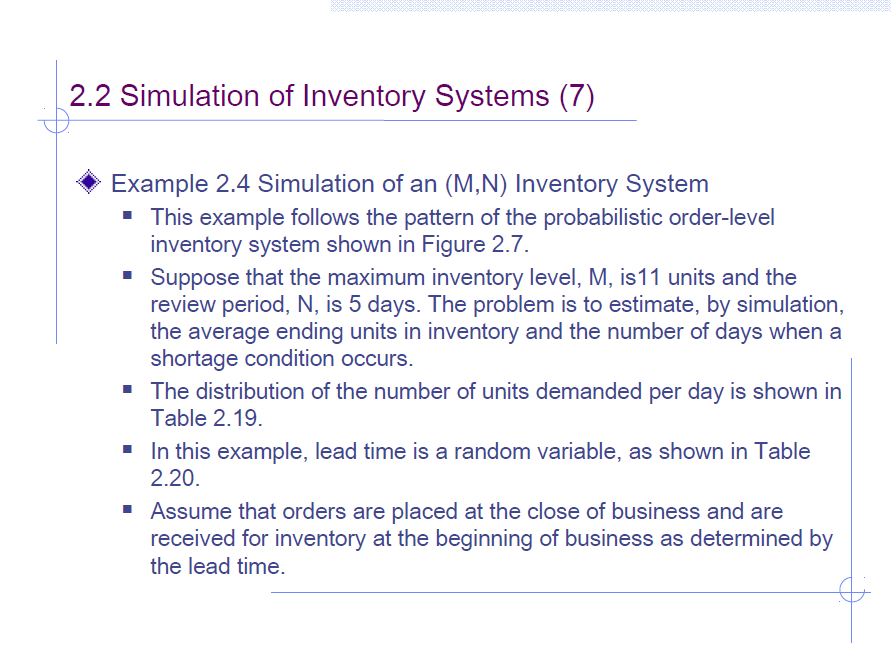 2.2 Simulation of Inventory Systems (7)
Example 2.4 Simulation of an (M,N) Inventory System
This example follows the pattern of the probabilistic order-level
inventory system shown in Figure 2.7.
Suppose that the maximum inventory level, M, is11 units and the
review period, N, is 5 days. The problem is to estimate, by simulation,
the average ending units in inventory and the number of days when a
shortage condition occurs.
The distribution of the number of units demanded per day is shown in
Table 2.19.
In this example, lead time is a random variable, as shown in Table
2.20.
Assume that orders are placed at the close of business and are
received for inventory at the beginning of business as determined by
the lead time.